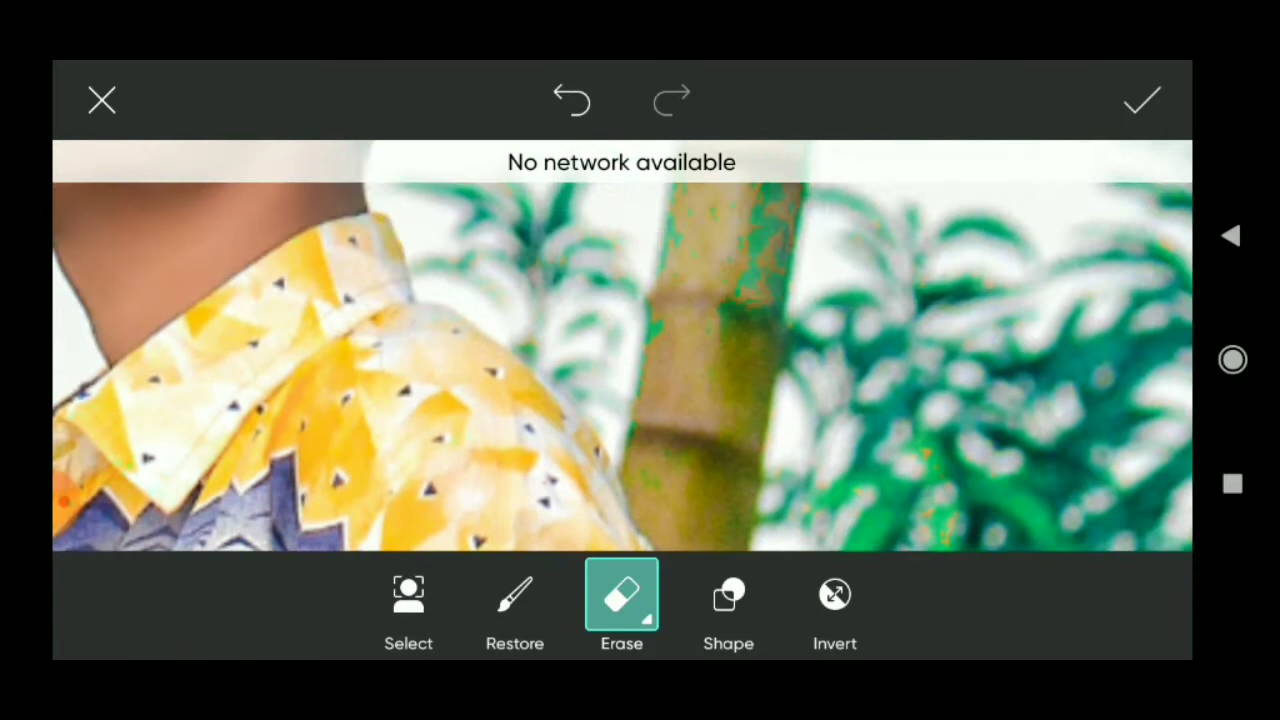 No network available
Select
Restore
Erase
Shape
Invert